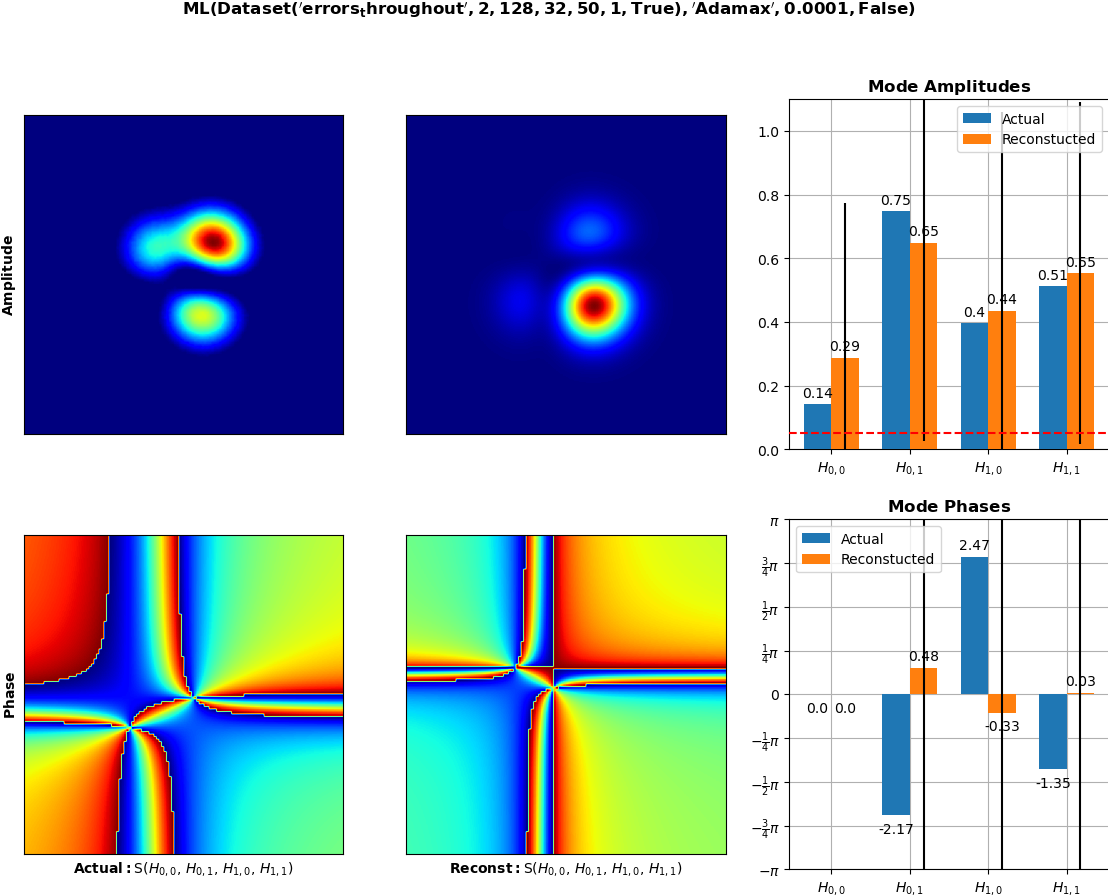 ML(Dataset('errors_throughout', 2, 128, 32, 50, 1, True), 'Adamax', 0.0001, False)
Amplitude
Mode Amplitudes
Actual
Reconstucted
1.0
0.8
0.6
0.4
0.2
0.0
0.14
0.29
0.75
0.65
0.4
0.44
0.51
0.55
H0,0
H0,1
H1,0
H1,1
Phase
Actual: S(H0,0, H0,1, H1,0, H1,1)
Reconst: S(H0,0, H0,1, H1,0, H1,1)
Mode Phases
Actual
Reconstucted
π
3/4π
1/2π
1/4π
0
−1/4π
−1/2π
−3/4π
−π
0.0
0.0
-2.17
0.48
2.47
-0.33
-1.35
0.03
H0,0
H0,1
H1,0
H1,1